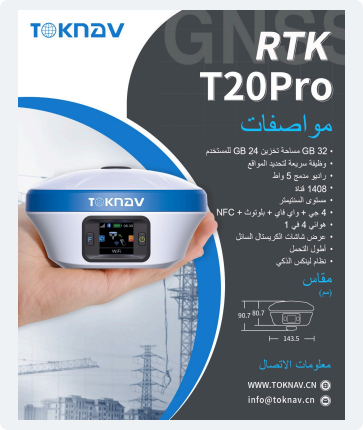 TOKNAV
GNSS
RTK
T20Pro
مواصفات
• 32 GB مساحة تخزين 24 GB للمستخدم
• وظيفة سريعة لتحديد المواقع
• راديو مدمج 5 واط
• 1408 قناة
• مستوى السنتيمتر
• 4 جي + واي فاي + بلوتوث + NFC
• هوائي 4 في 1
• عرض شاشات الكريستال السائل
• أطول التحمل
• نظام لينكس الذكي
TOKNAV
WiFi
مقاس
(مم)
90.7 80.7
143.5
معلومات الاتصال
WWW.TOKNAV.CN
info@toknav.cn